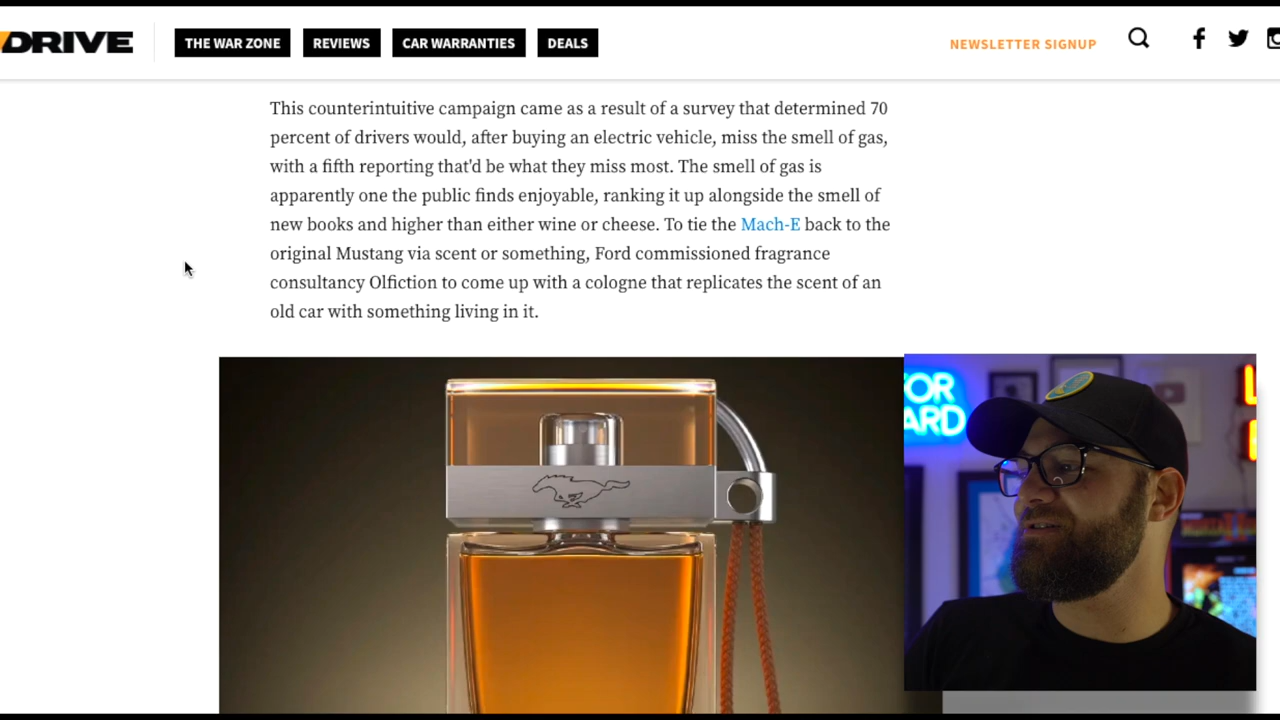 DRIVE
THE WAR ZONE
REVIEWS
CAR WARRANTIES
DEALS
NEWSLETTER SIGNUP
This counterintuitive campaign came as a result of a survey that determined 70
percent of drivers would, after buying an electric vehicle, miss the smell of gas,
with a fifth reporting that'd be what they miss most. The smell of gas is
apparently one the public finds enjoyable, ranking it up alongside the smell of
new books and higher than either wine or cheese. To tie the Mach-E back to the
original Mustang via scent or something, Ford commissioned fragrance
consultancy Olfiction to come up with a cologne that replicates the scent of an
old car with something living in it.
FOR
ARD